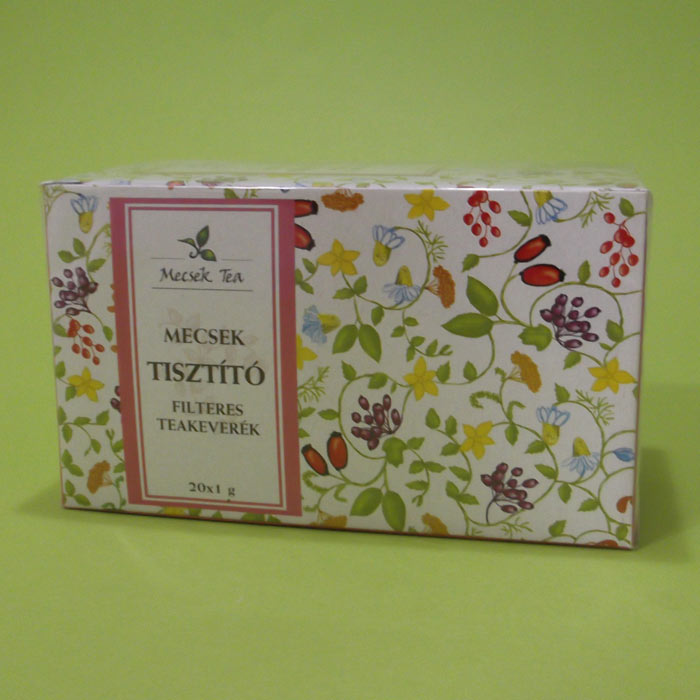 Mecsek Tea
MECSEK
TISZTÍTÓ
FILTERES
TEAKEVERÉK
20x1 g